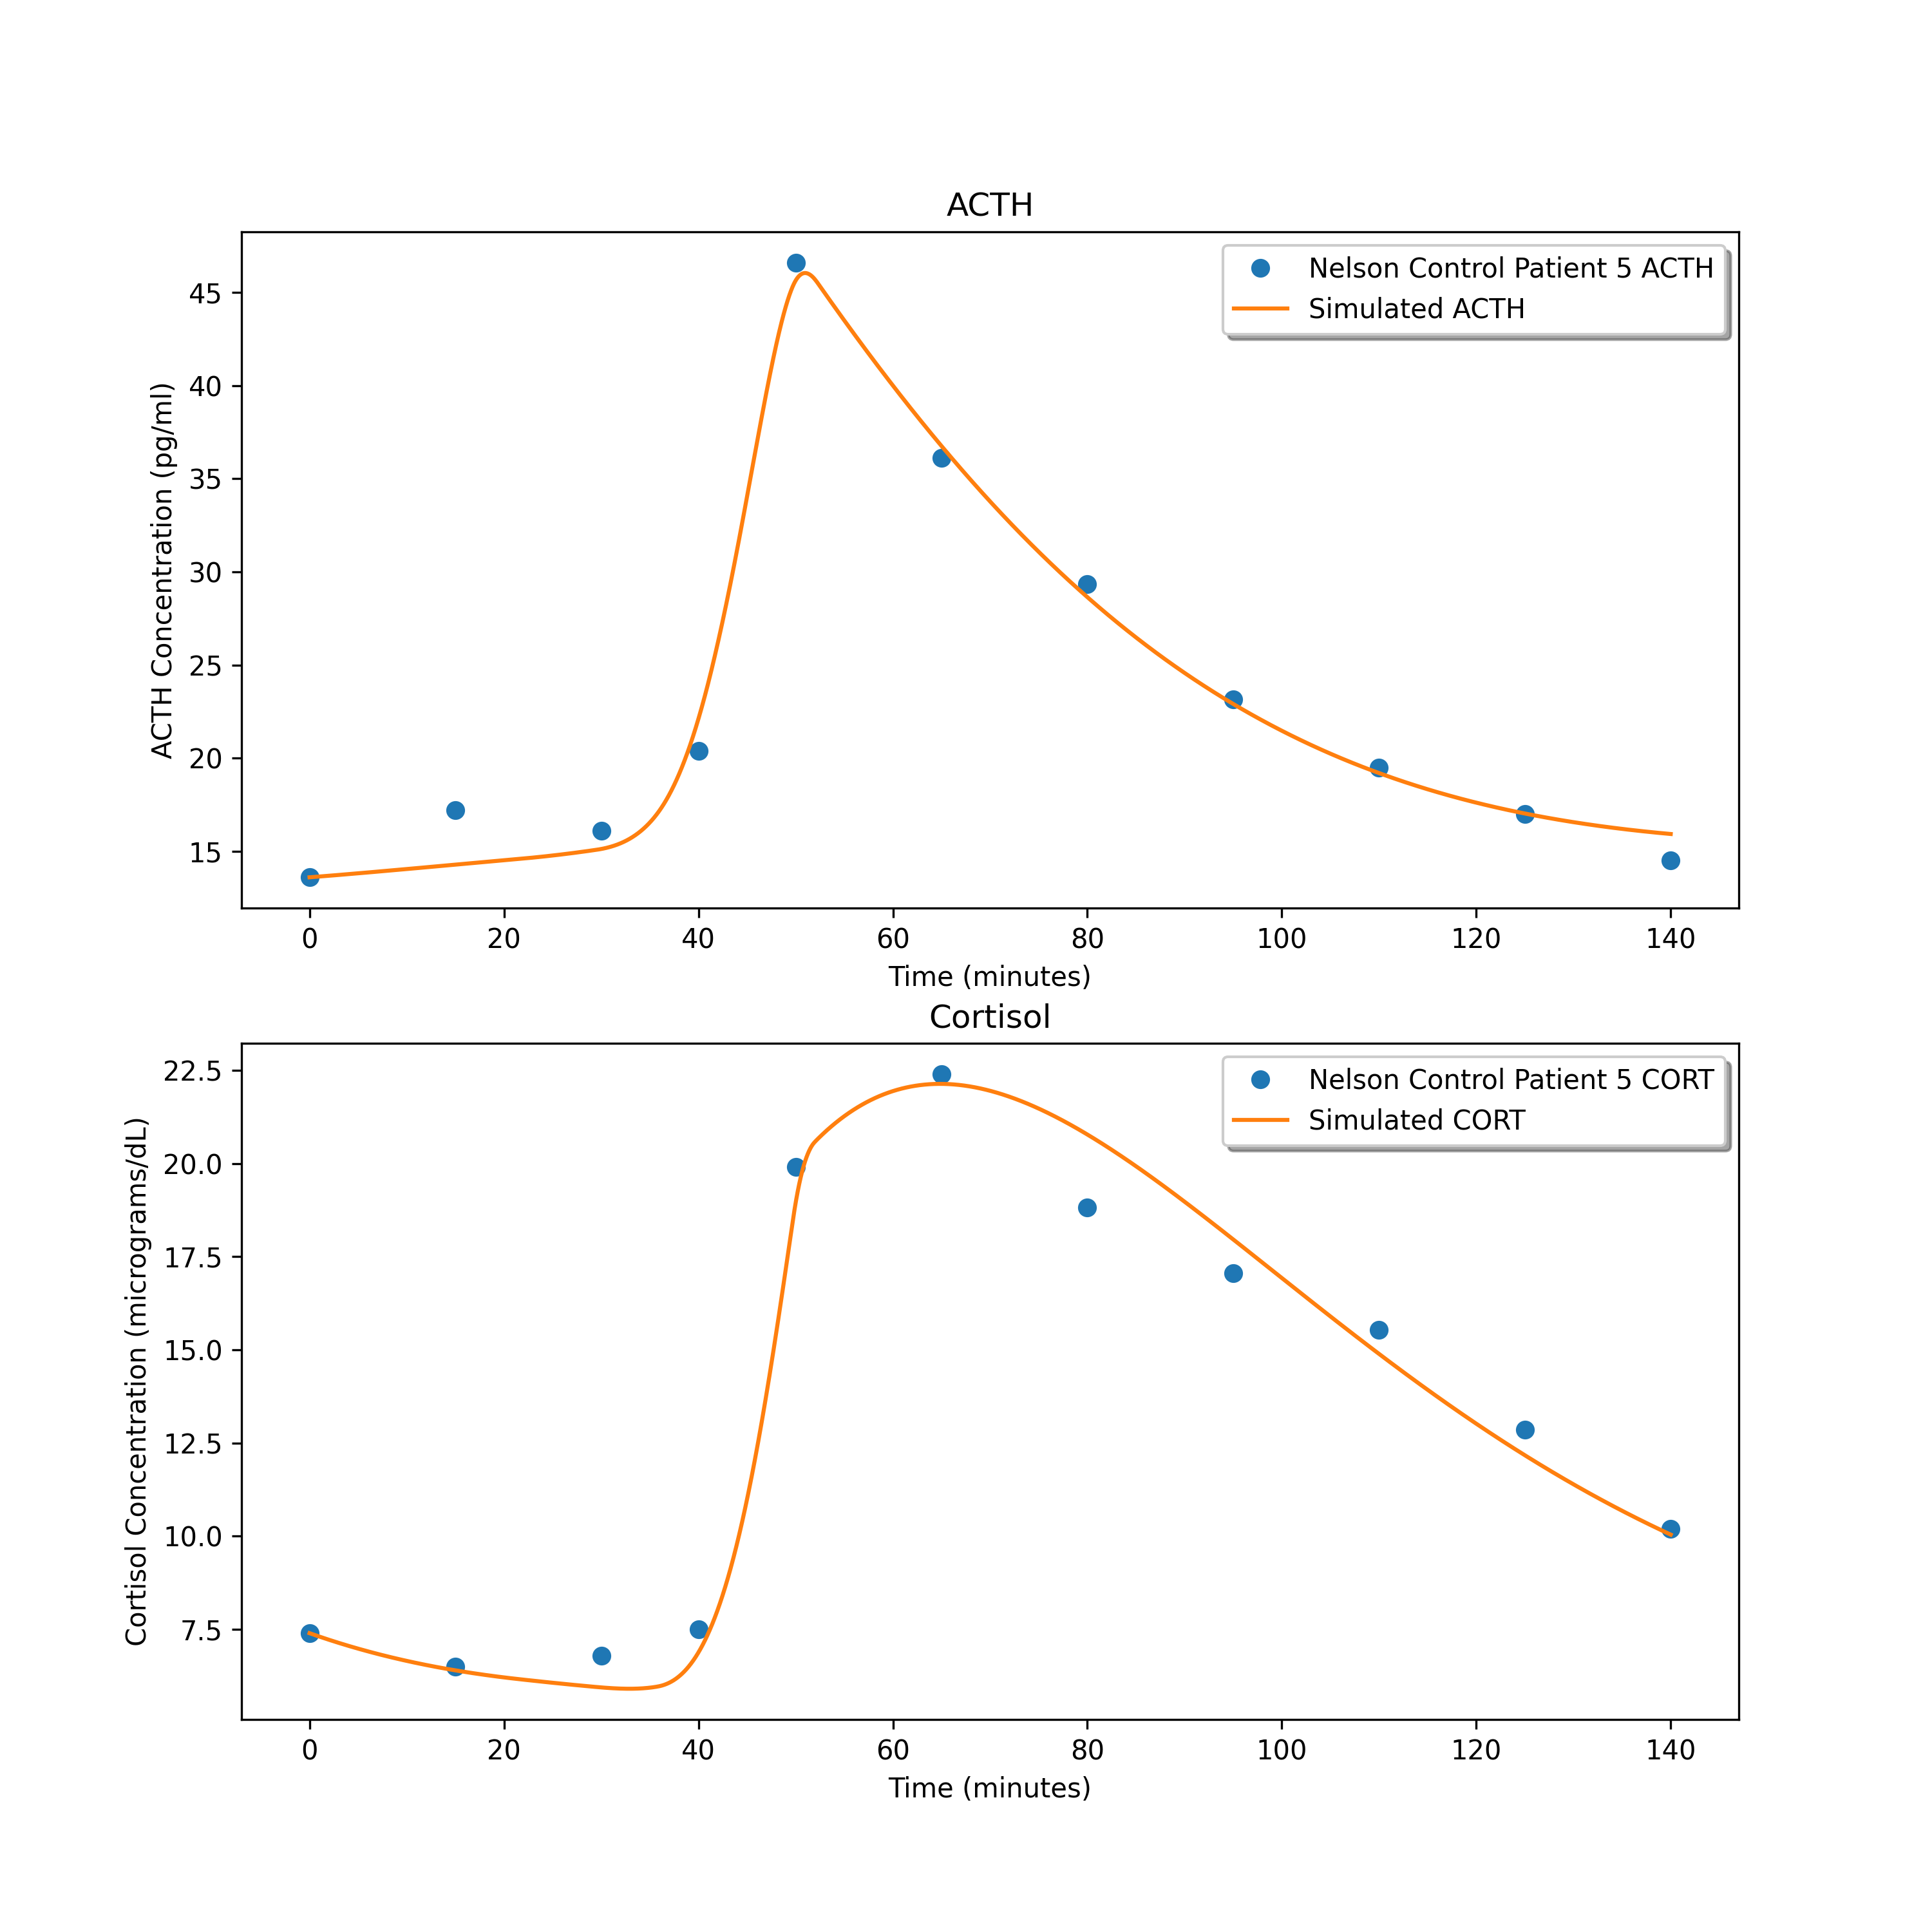 ACTH
Nelson Control Patient 5 ACTH
Simulated ACTH
ACTH Concentration (pg/ml)
45
40
35
30
25
20
15
0 20 40 60 80 100 120 140
Time (minutes)
Cortisol
Nelson Control Patient 5 CORT
Simulated CORT
Cortisol Concentration (micrograms/dL)
22.5
20.0
17.5
15.0
12.5
10.0
7.5
0 20 40 60 80 100 120 140
Time (minutes)